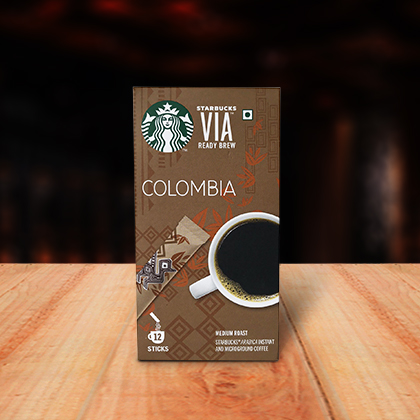 STARBUCKS
VIA
READY BREW
COLOMBIA
12
STICKS
MEDIUM ROAST
STARBUCKS® ARABICA INSTANT
AND MICROGROUND COFFEE